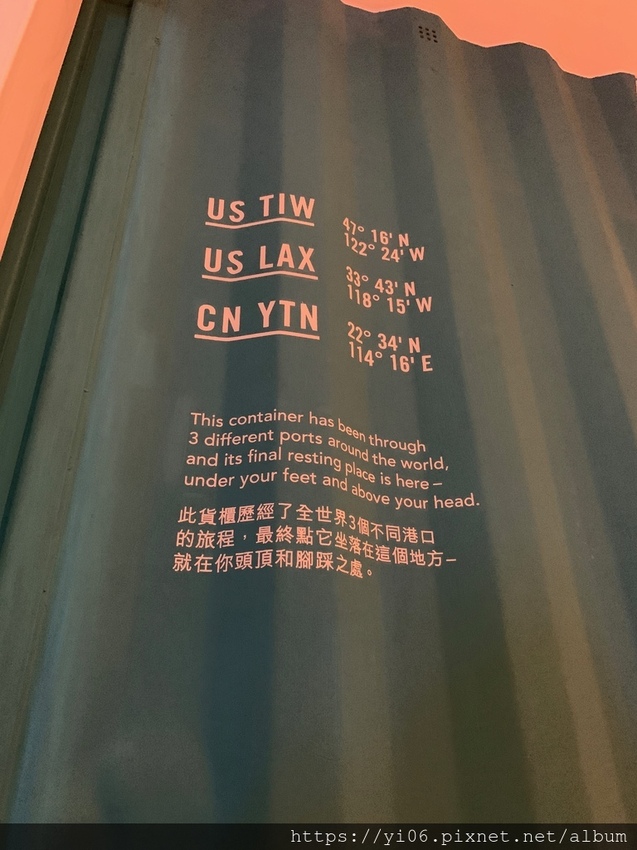 US TIW
47° 16' N
122° 24' W
US LAX
33° 43' N
118° 15' W
CN YTN
22° 34' N
114° 16' E
This container has been through
3 different ports around the world,
and its final resting place is here–
under your feet and above your head.
此貨櫃歷經了全世界3個不同港口
的旅程，最終點它坐落在這個地方–
就在你頭頂和腳踩之處。
https://yi06.pixnet.net/album